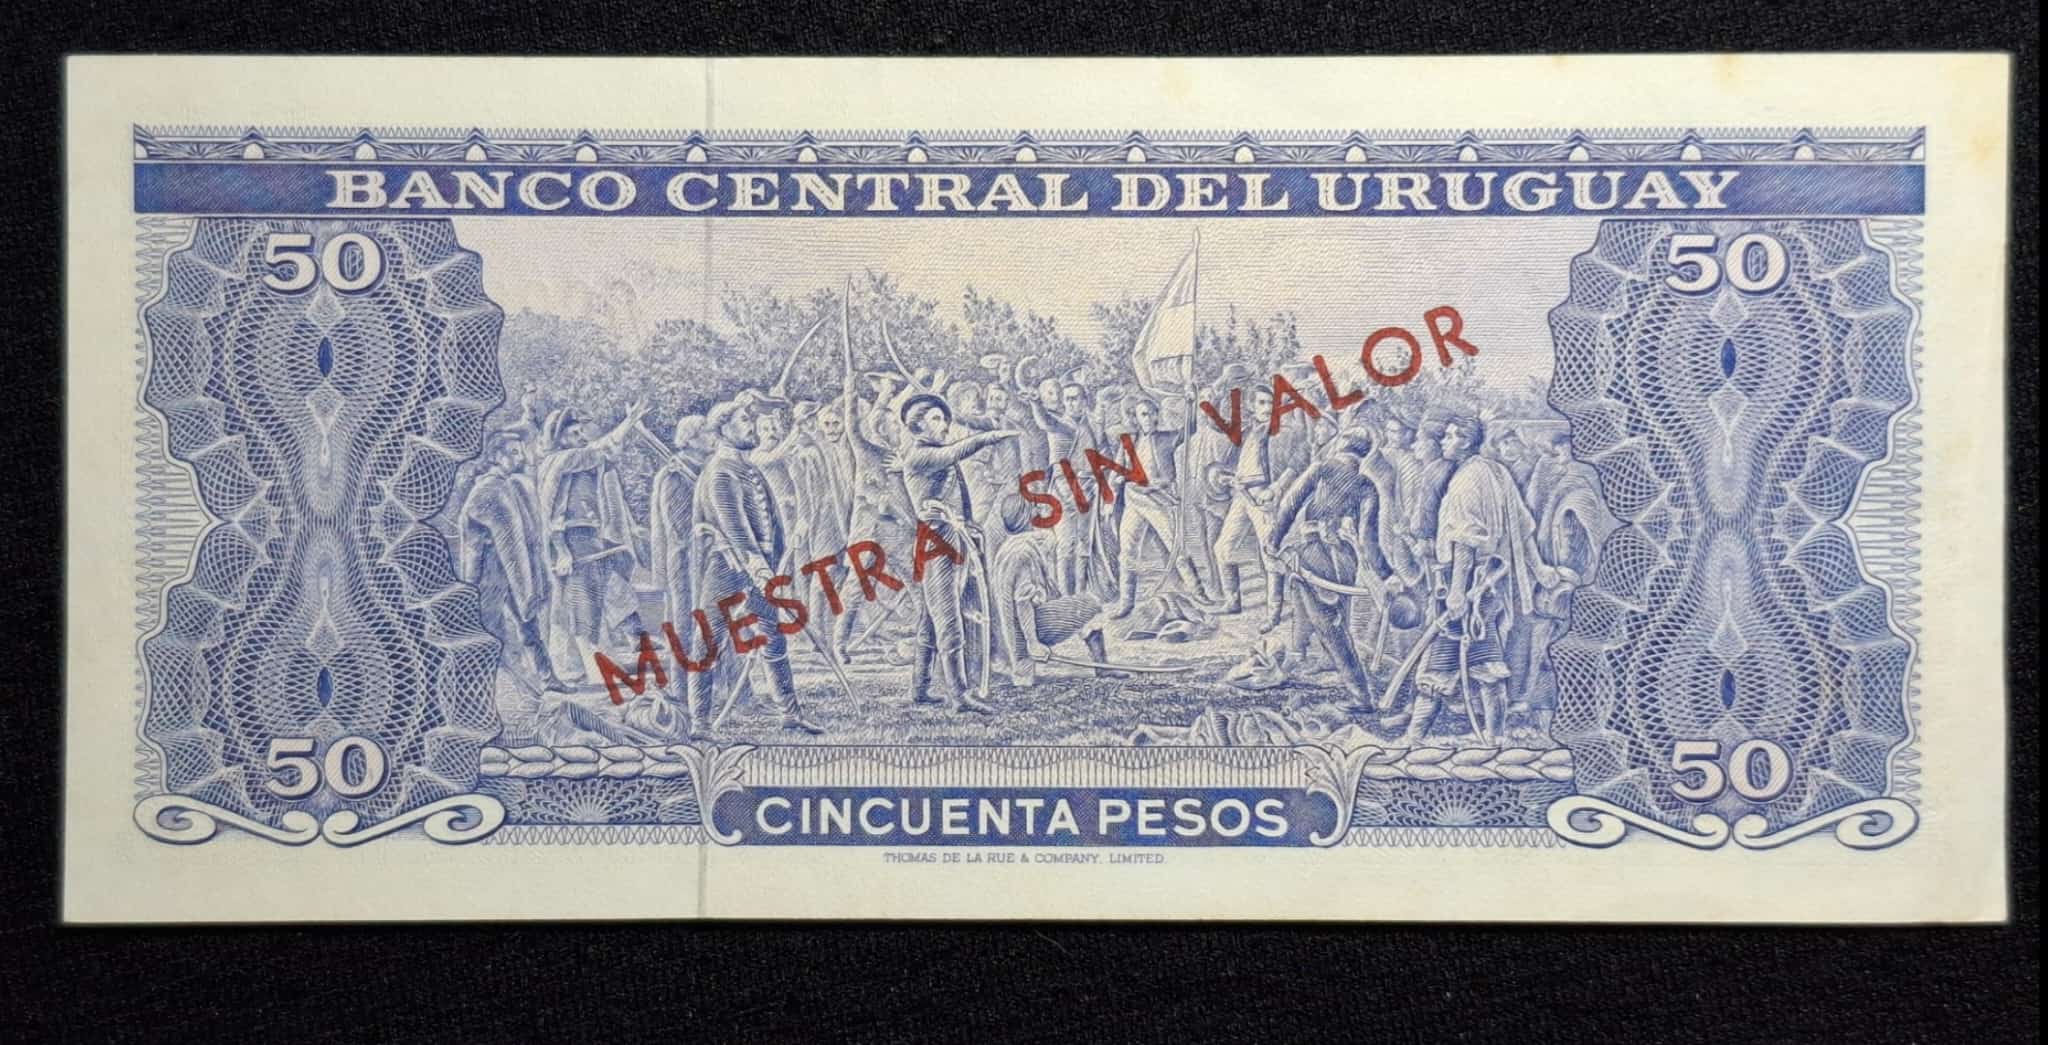 BANCO CENTRAL DEL URUGUAY
50
50
MUESTRA SIN VALOR
50
50
CINCUENTA PESOS
THOMAS DE LA RUE & COMPANY, LIMITED.